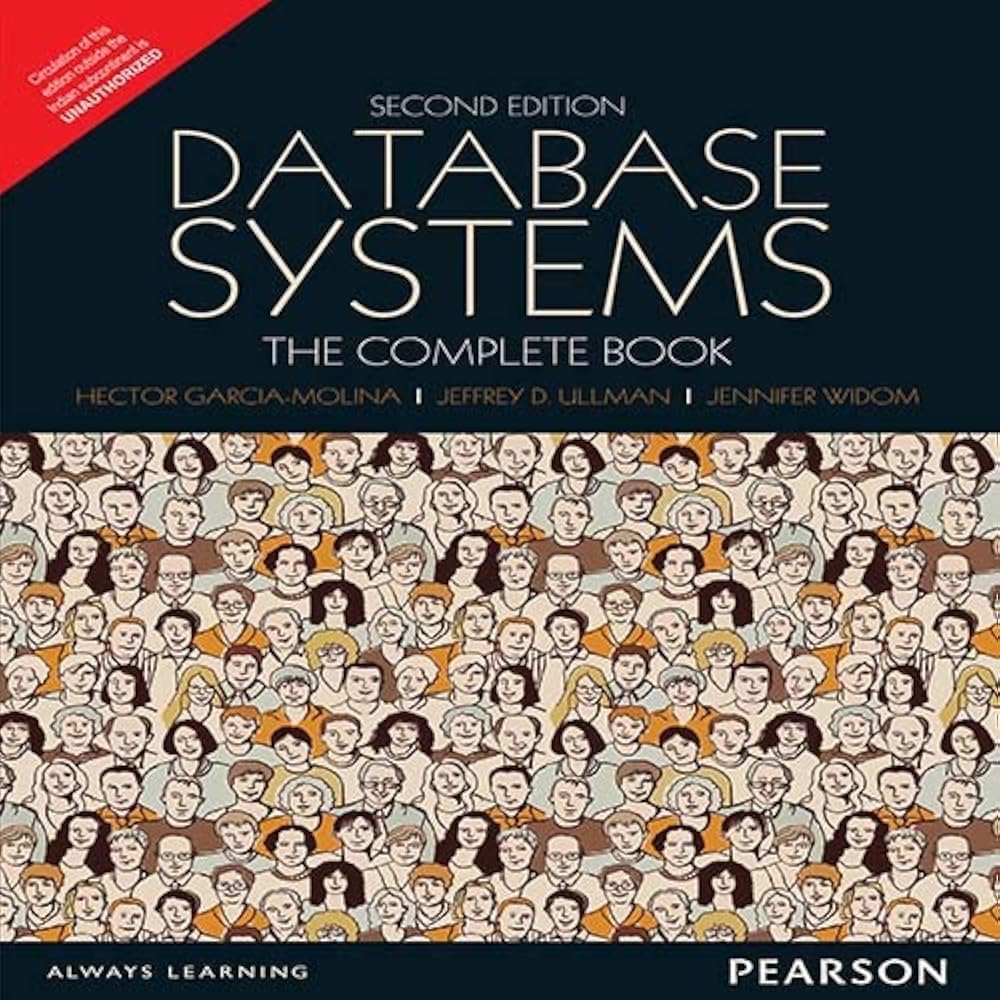 Circulation of this
edition outside the
Indian subcontinent is
UNAUTHORIZED
SECOND EDITION
DATABASE
SYSTEMS
THE COMPLETE BOOK
HECTOR GARCIA-MOLINA | JEFFREY D. ULLMAN | JENNIFER WIDOM
ALWAYS LEARNING
PEARSON